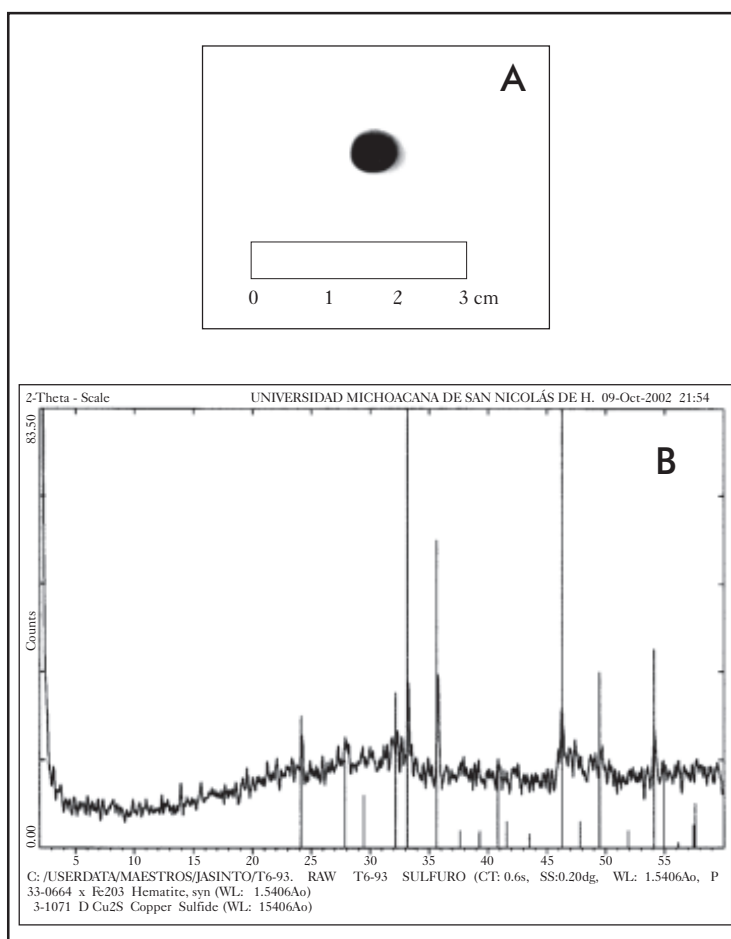 A
0 1 2 3 cm
2-Theta - Scale UNIVERSIDAD MICHOACANA DE SAN NICOLÁS DE H. 09-Oct-2002 21:54
83.50
B
Counts
0.00
5 10 15 20 25 30 35 40 45 50 55
C: /USERDATA/MAESTROS/JASINTO/T6-93. RAW T6-93 SULFURO (CT: 0.6s, SS:0.20dg, WL: 1.5406Ao, P
33-0664 x Fe203 Hematite, syn (WL: 1.5406Ao)
3-1071 D Cu2S Copper Sulfide (WL: 15406Ao)